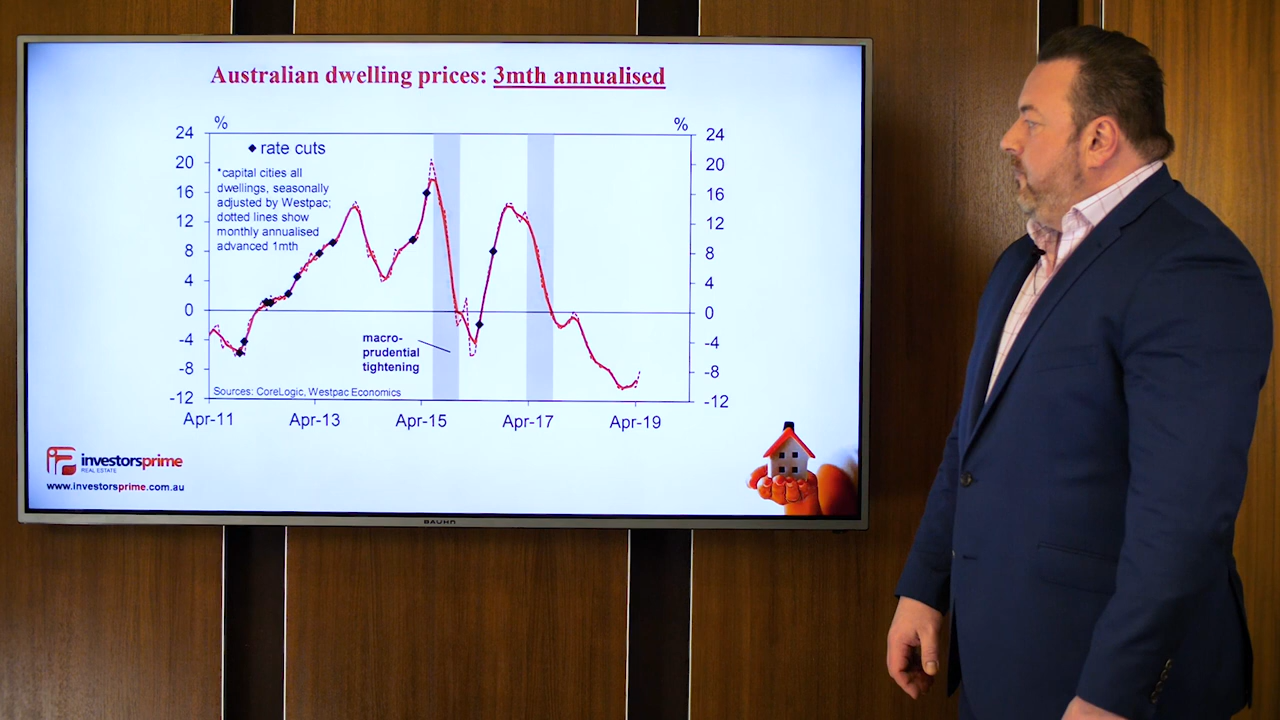 Australian dwelling prices: 3mth annualised
%
%
24
20
16
12
8
4
0
-4
-8
-12
◆ rate cuts
*capital cities all
dwellings, seasonally
adjusted by Westpac;
dotted lines show
monthly annualised
advanced 1mth
macro-
prudential
tightening
Sources: CoreLogic, Westpac Economics
24
20
16
12
8
4
0
-4
-8
-12
Apr-11
Apr-13
Apr-15
Apr-17
Apr-19
investorsprime
REAL ESTATE
www.investorsprime.com.au
BAUHN